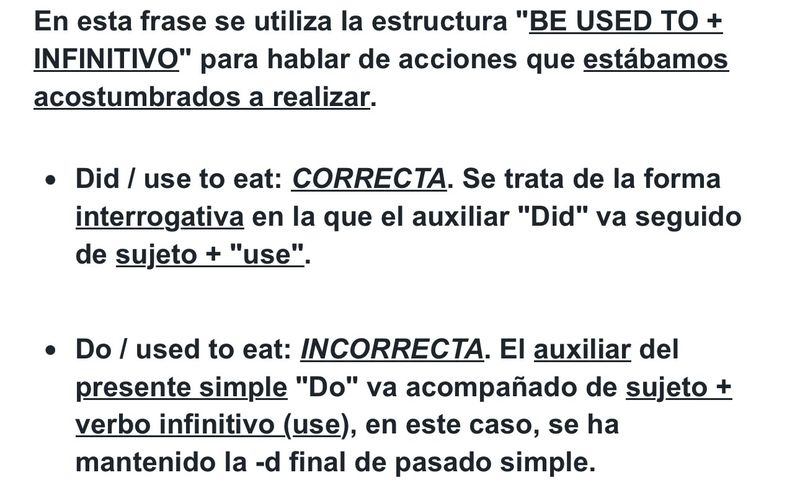 En esta frase se utiliza la estructura "BE USED TO +
INFINITIVO" para hablar de acciones que estábamos
acostumbrados a realizar.
• Did / use to eat: CORRECTA. Se trata de la forma
interrogativa en la que el auxiliar "Did" va seguido
de sujeto + "use".
• Do / used to eat: INCORRECTA. El auxiliar del
presente simple "Do" va acompañado de sujeto +
verbo infinitivo (use), en este caso, se ha
mantenido la -d final de pasado simple.